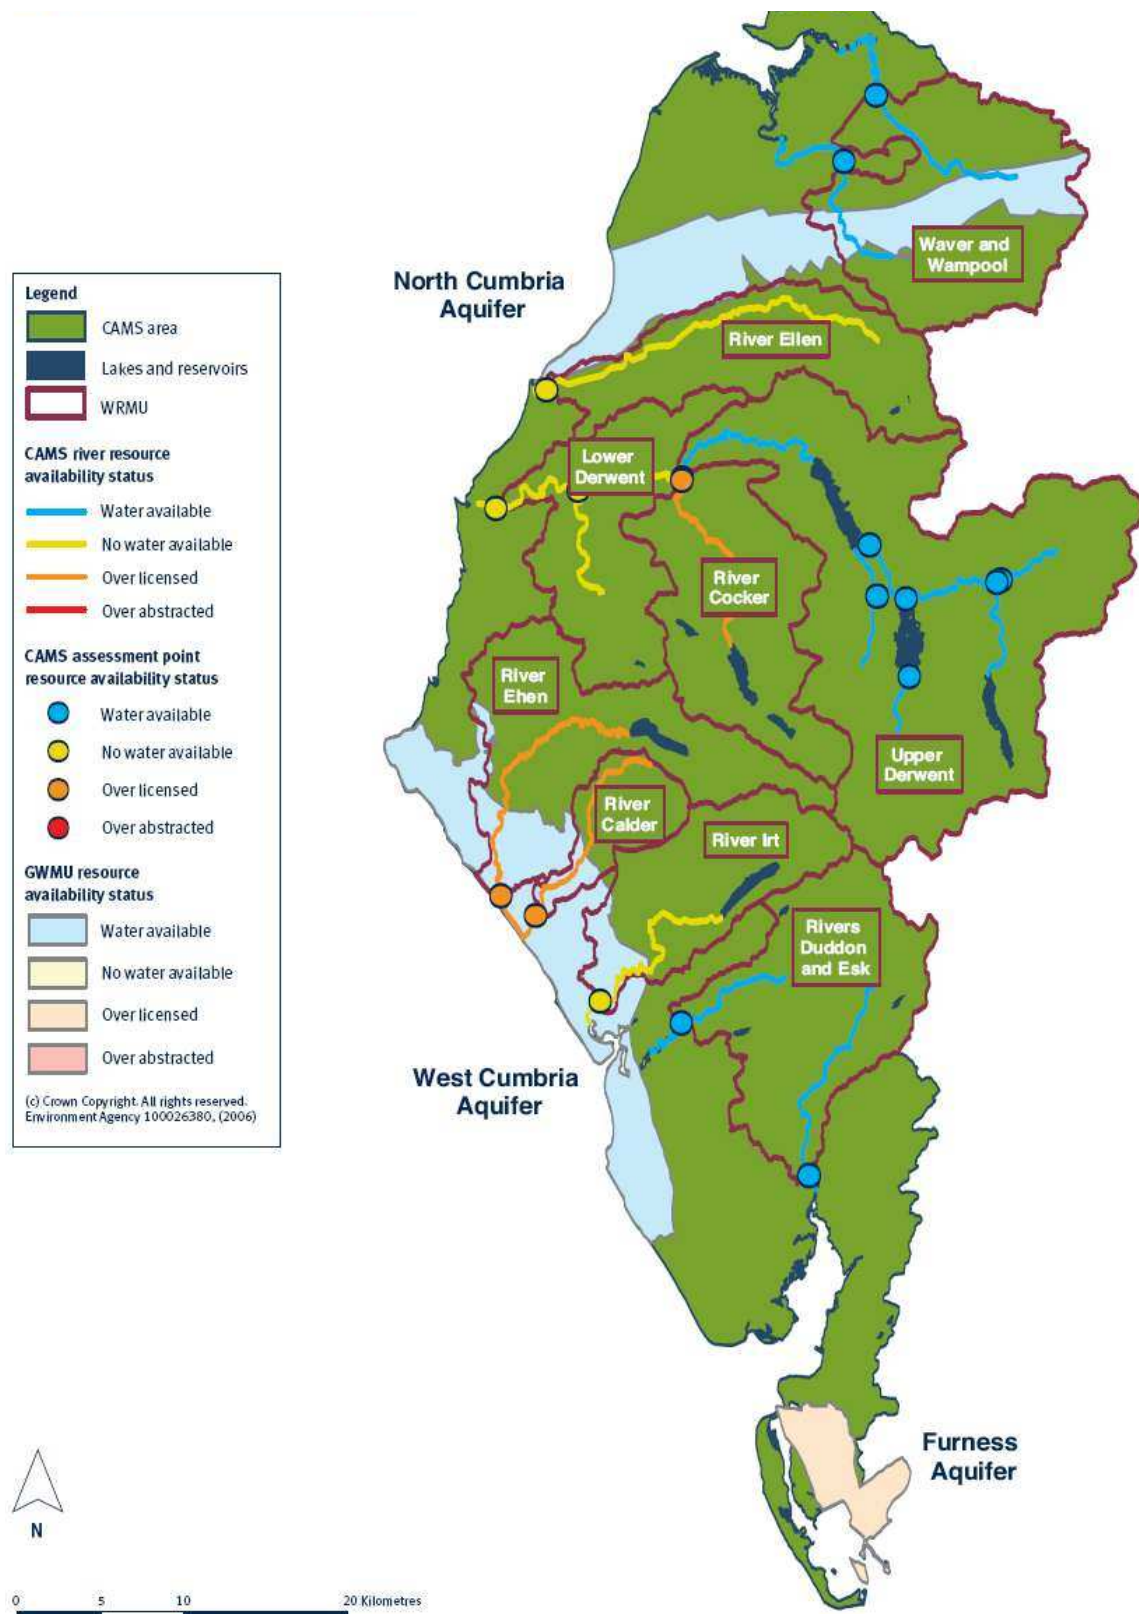 North Cumbria
Aquifer
Waver and
Wampool
River Ellen
Lower
Derwent
River
Cocker
River
Ehen
Upper
Derwent
River
Calder
River Irt
Rivers
Duddon
and Esk
West Cumbria
Aquifer
Furness
Aquifer
Legend
CAMS area
Lakes and reservoirs
WRMU
CAMS river resource
availability status
Water available
No water available
Over licensed
Over abstracted
CAMS assessment point
resource availability status
Water available
No water available
Over licensed
Over abstracted
GWMU resource
availability status
Water available
No water available
Over licensed
Over abstracted
(c) Crown Copyright. All rights reserved.
Environment Agency 100026380, (2006)
N
0 5 10 20 Kilometres